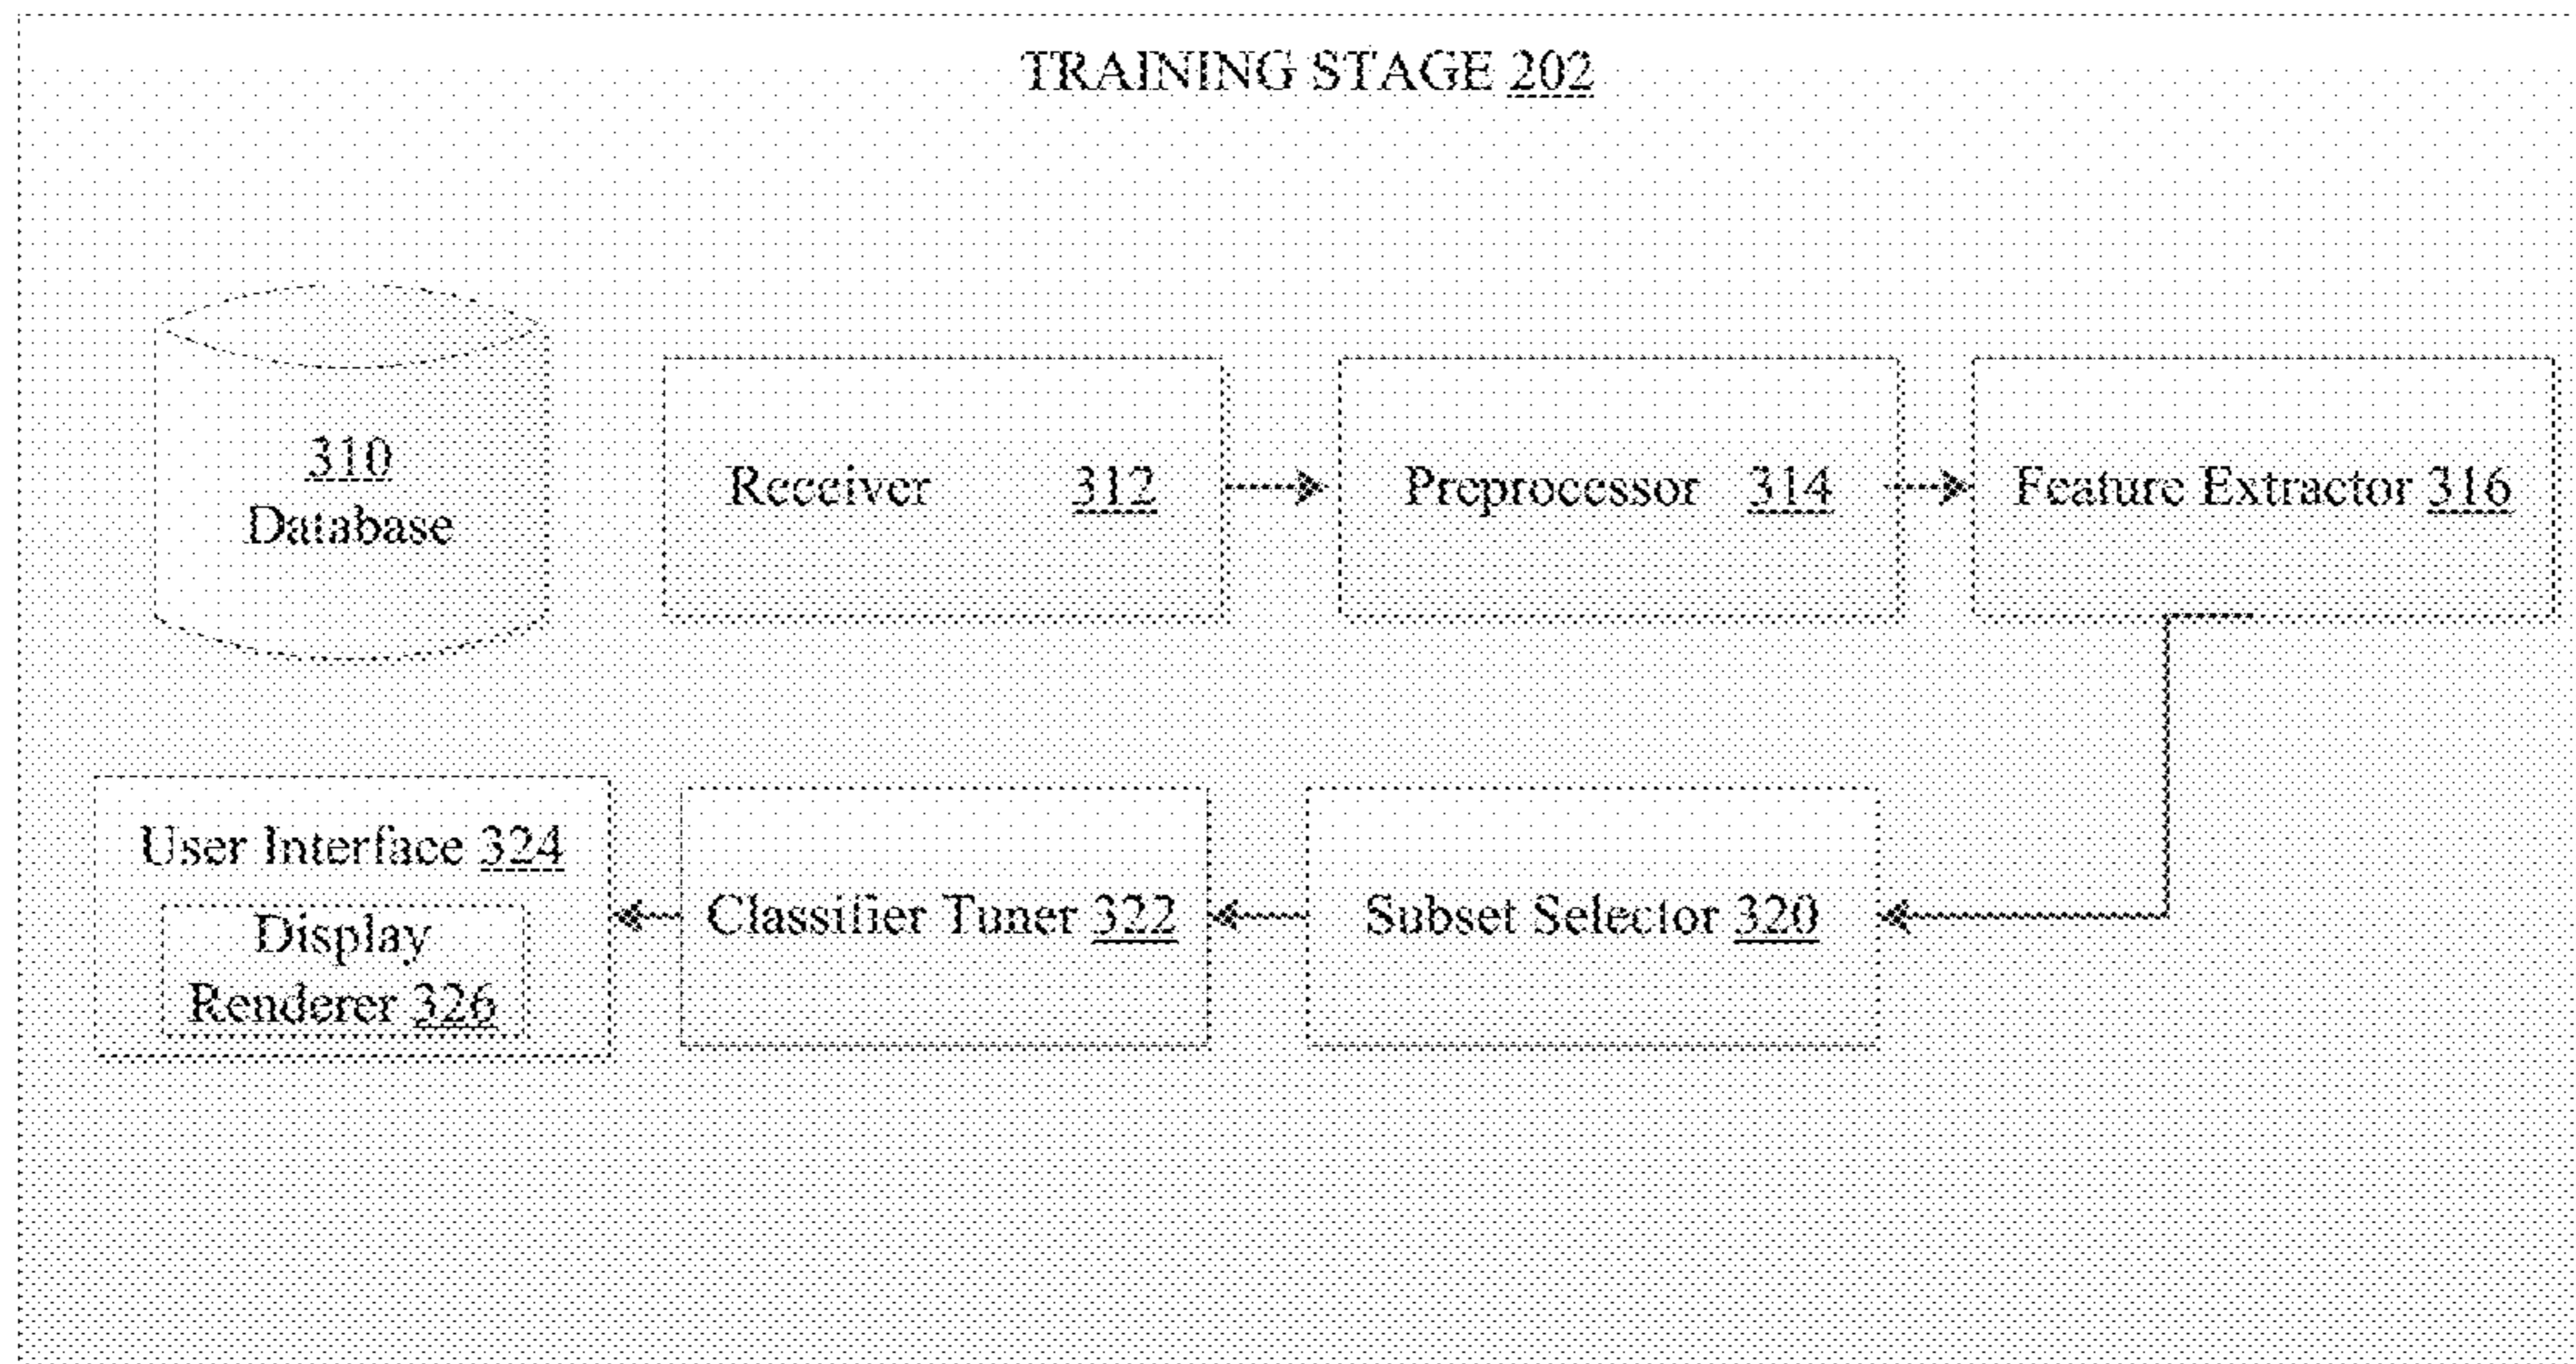 TRAINING STAGE 202
310
Database
Receiver 312
Preprocessor 314
Feature Extractor 316
User Interface 324
Display
Renderer 326
Classifier Tuner 322
Subset Selector 320